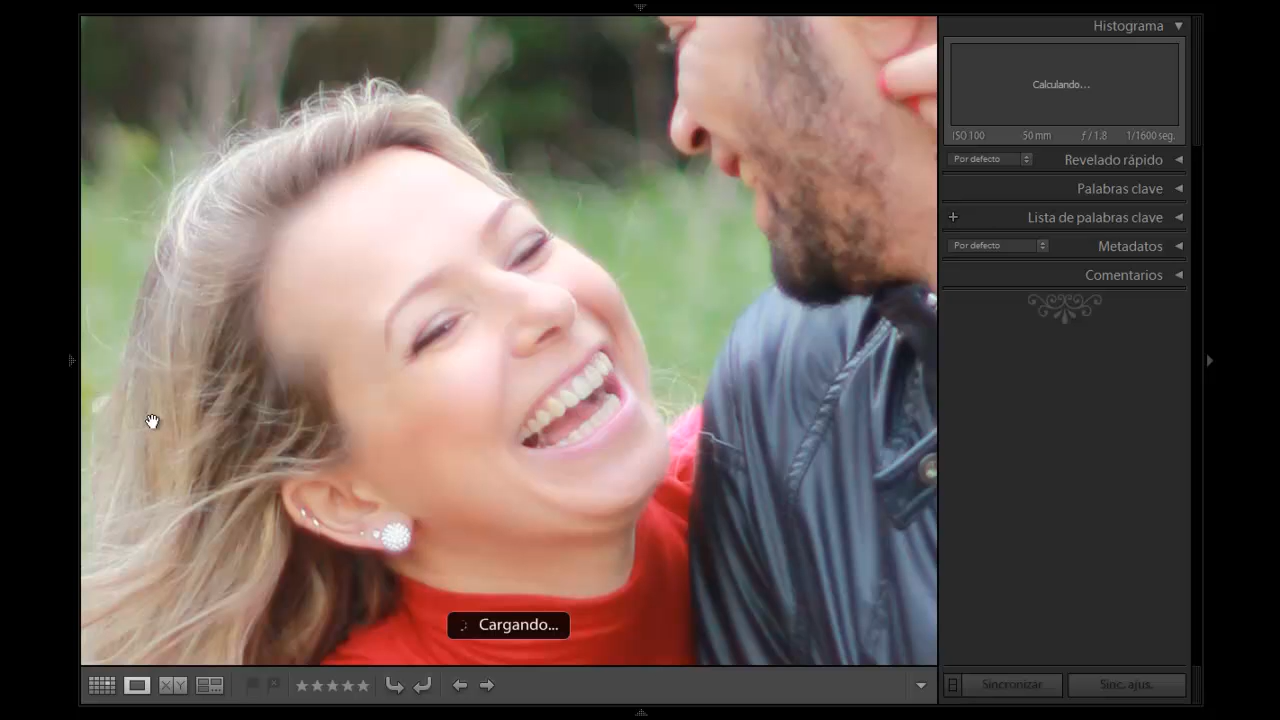 Histograma
Calculando...
ISO 100 50 mm ƒ / 1.8 1/1600 seg.
Por defecto Revelado rápido
Palabras clave
+ Lista de palabras clave
Por defecto Metadatos
Comentarios
Cargando...
XY
Sincronizar Sinc. ajus.